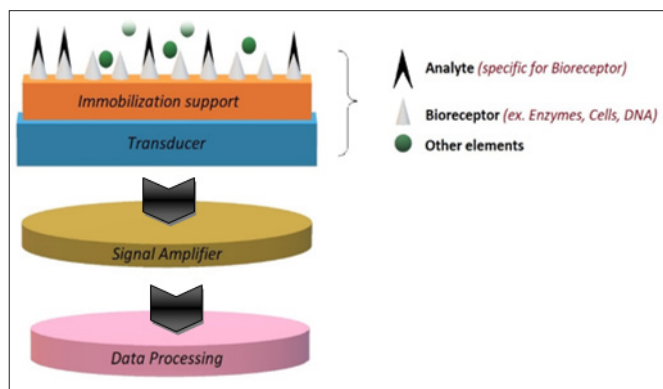 Analyte (specific for Bioreceptor)
Immobilization support
Bioreceptor (ex. Enzymes, Cells, DNA)
Transducer
Other elements
Signal Amplifier
Data Processing